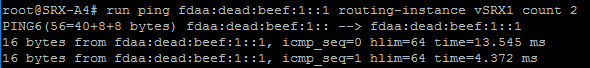 root@SRX-A4# run ping fdaa:dead:beef:1::1 routing-instance vSRX1 count 2
PING6(56=40+8+8 bytes) fdaa:dead:beef:1:: --> fdaa:dead:beef:1::1
16 bytes from fdaa:dead:beef:1::1, icmp_seq=0 hlim=64 time=13.545 ms
16 bytes from fdaa:dead:beef:1::1, icmp_seq=1 hlim=64 time=4.372 ms